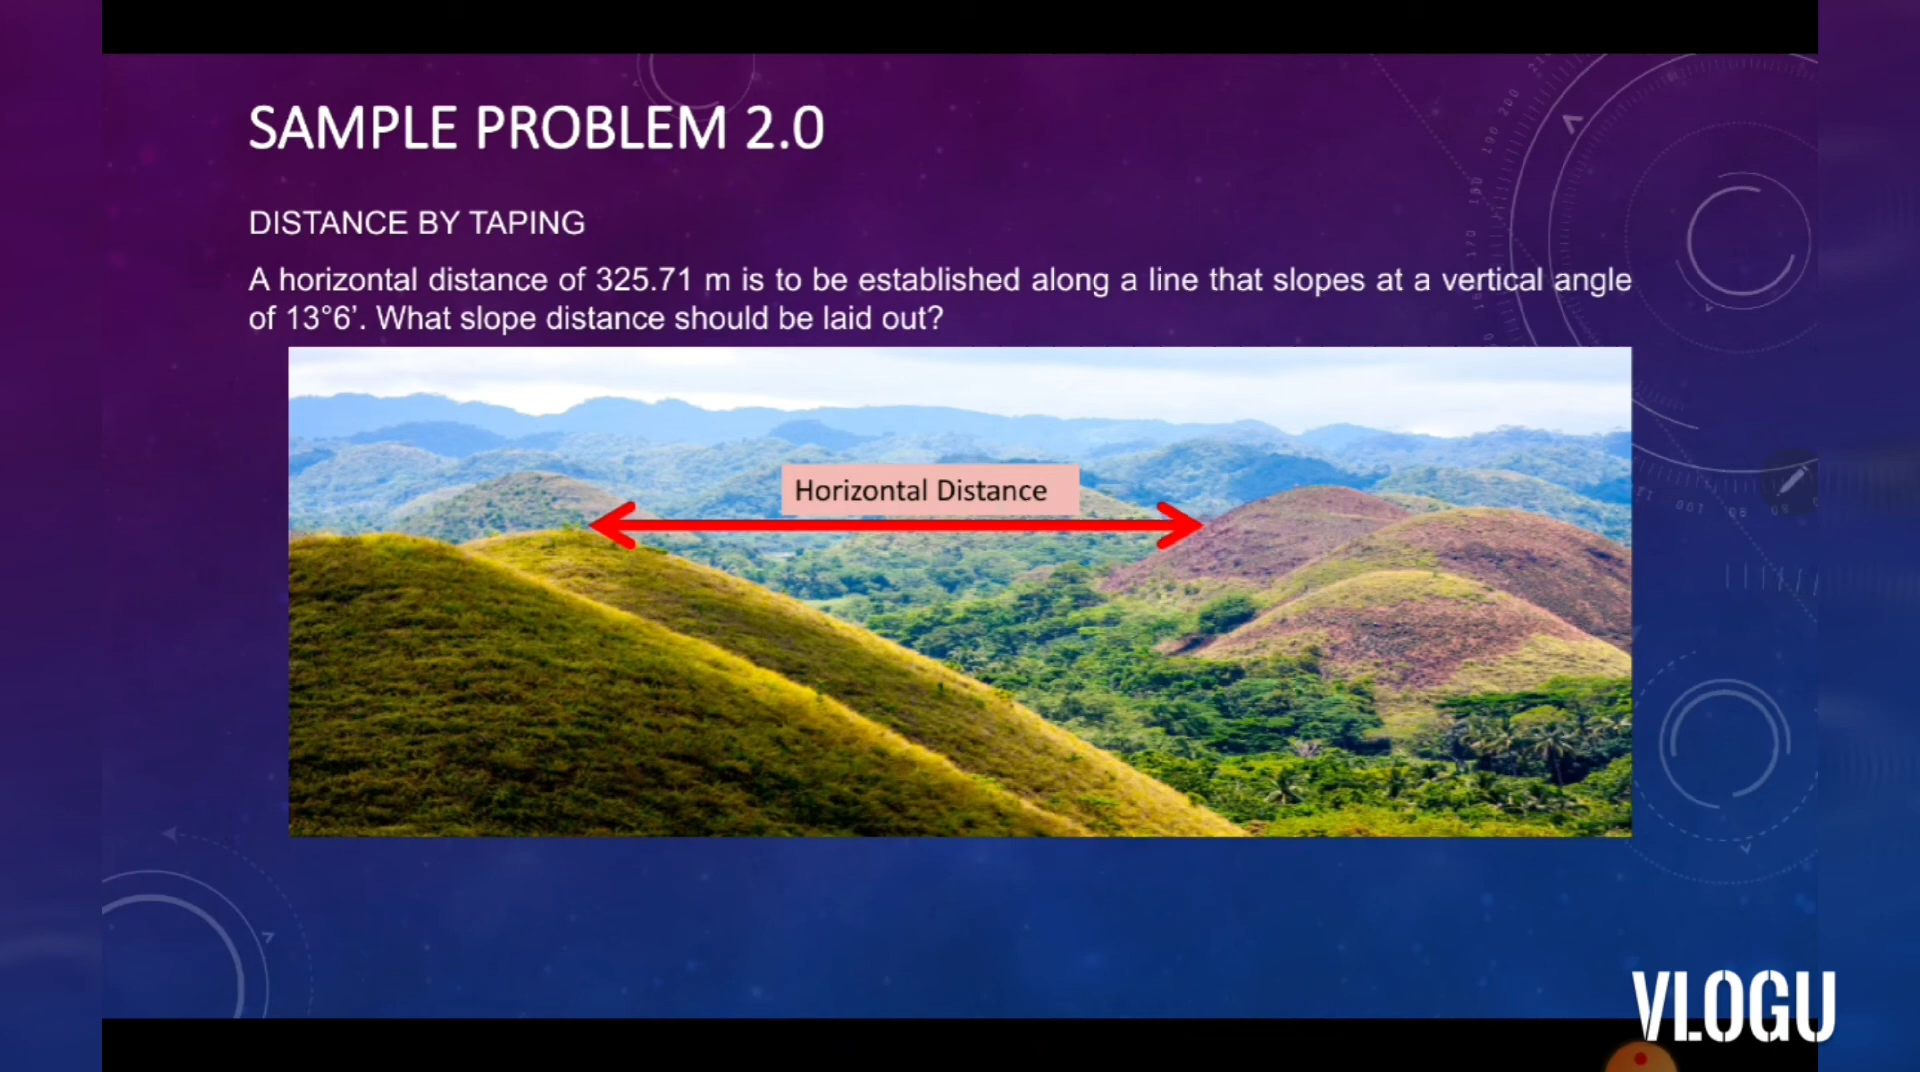 SAMPLE PROBLEM 2.0
DISTANCE BY TAPING
A horizontal distance of 325.71 m is to be established along a line that slopes at a vertical angle
of 13°6’. What slope distance should be laid out?
Horizontal Distance
VLOGU